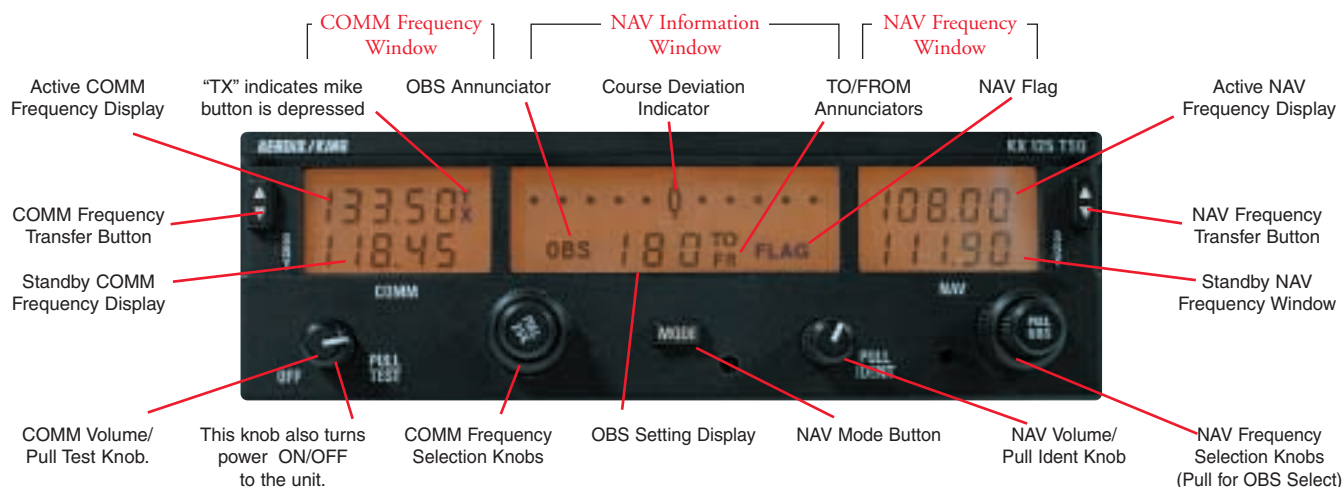 COMM Frequency
Window
NAV Information
Window
NAV Frequency
Window
Active COMM
Frequency Display
“TX” indicates mike
button is depressed
OBS Annunciator
Course Deviation
Indicator
TO/FROM
Annunciators
NAV Flag
Active NAV
Frequency Display
BENDIX/KING
KX 125 TSO
133.50 TX
108.00
COMM Frequency
Transfer Button
NAV Frequency
Transfer Button
118.45
OBS 180 TO FR FLAG
111.90
Standby COMM
Frequency Display
Standby NAV
Frequency Window
COMM
NAV
OFF
PULL
TEST
MODE
PULL
IDENT
PULL
OBS
COMM Volume/
Pull Test Knob.
This knob also turns
power ON/OFF
to the unit.
COMM Frequency
Selection Knobs
OBS Setting Display
NAV Mode Button
NAV Volume/
Pull Ident Knob
NAV Frequency
Selection Knobs
(Pull for OBS Select)